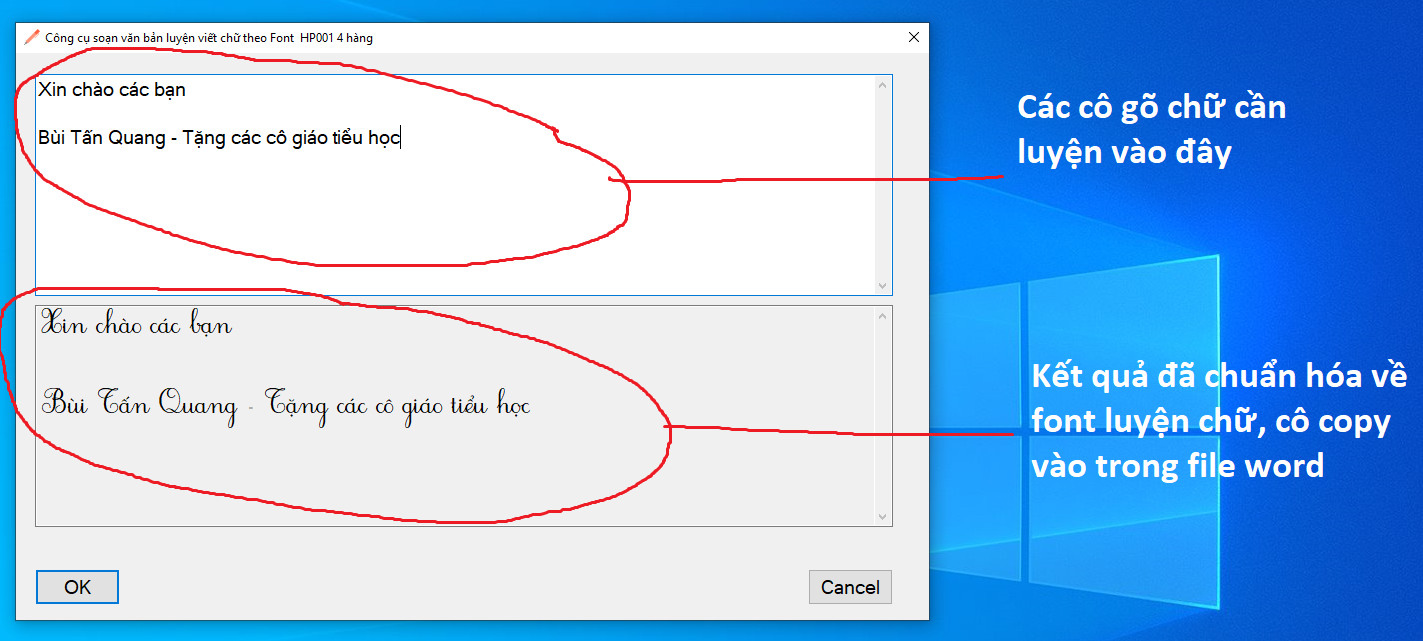 Công cụ soạn văn bản luyện viết chữ theo Font HP001 4 hàng
Xin chào các bạn
Bùi Tấn Quang - Tặng các cô giáo tiểu học
Các cô gõ chữ cần
luyện vào đây
Xin chào các bạn
Bùi Tấn Quang - Tặng các cô giáo tiểu học
Kết quả đã chuẩn hóa về
font luyện chữ, cô copy
vào trong file word
OK
Cancel